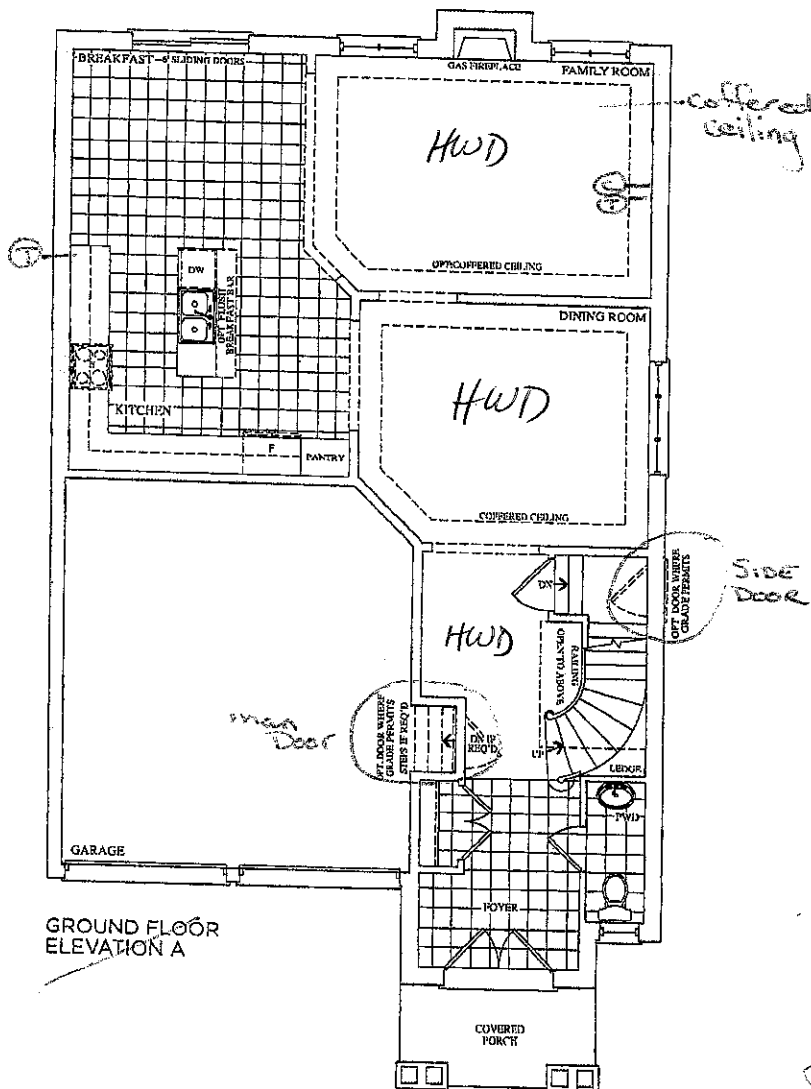 BREAKFAST
6' SLIDING DOORS
GAS FIREPLACE
FAMILY ROOM
coffered
ceiling
HWD
C
T
OPT COFFERED CEILING
T
DW
OPT FLUSH
BREAKFAST BAR
DINING ROOM
HWD
KITCHEN
F
PANTRY
COFFERED CEILING
DN
OPT DOOR WHERE
GRADE PERMITS
SIDE
DOOR
HWD
RAILING
OPEN TO ABOVE
man
Door
OPT. DOOR WHERE
GRADE PERMITS
STEPS IF REQ'D
DN IF
REQ'D
UP
LEDGE
PWD
GARAGE
FOYER
GROUND FLOOR
ELEVATION A
COVERED
PORCH